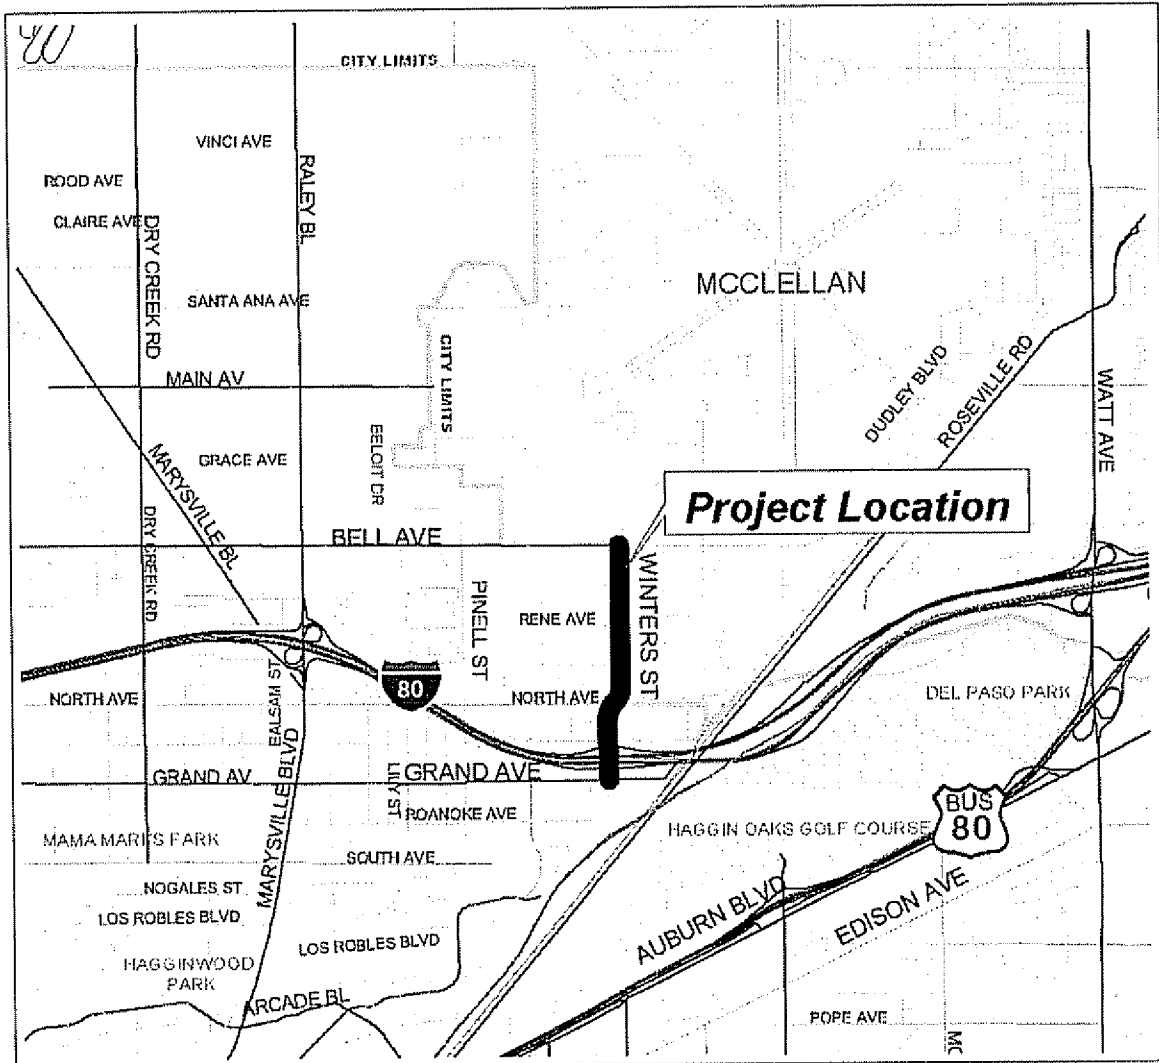 CITY LIMITS
VINCI AVE
ROOD AVE
RALEY BL
CLAIRE AVE
DRY CREEK RD
MCCLELLAN
SANTA ANA AVE
CITY LIMITS
MAIN AV
DUDLEY BLVD
ROSEVILLE RD
WATT AVE
BELOIT DR
GRACE AVE
MARYSVILLE BL
Project Location
BELL AVE
DRY CREEK RD
PINELL ST
RENE AVE
WINTERS ST
80
NORTH AVE
BALSAM ST
NORTH AVE
DEL PASO PARK
GRAND AV
MARYSVILLE BLVD
LILY ST
GRAND AVE
ROANOKE AVE
BUS
80
MAMA MARKS PARK
HAGGIN OAKS GOLF COURSE
SOUTH AVE
NOGALES ST
LOS ROBLES BLVD
AUBURN BLVD
EDISON AVE
LOS ROBLES BLVD
HAGGINWOOD
PARK
ARCADE BL
POPE AVE